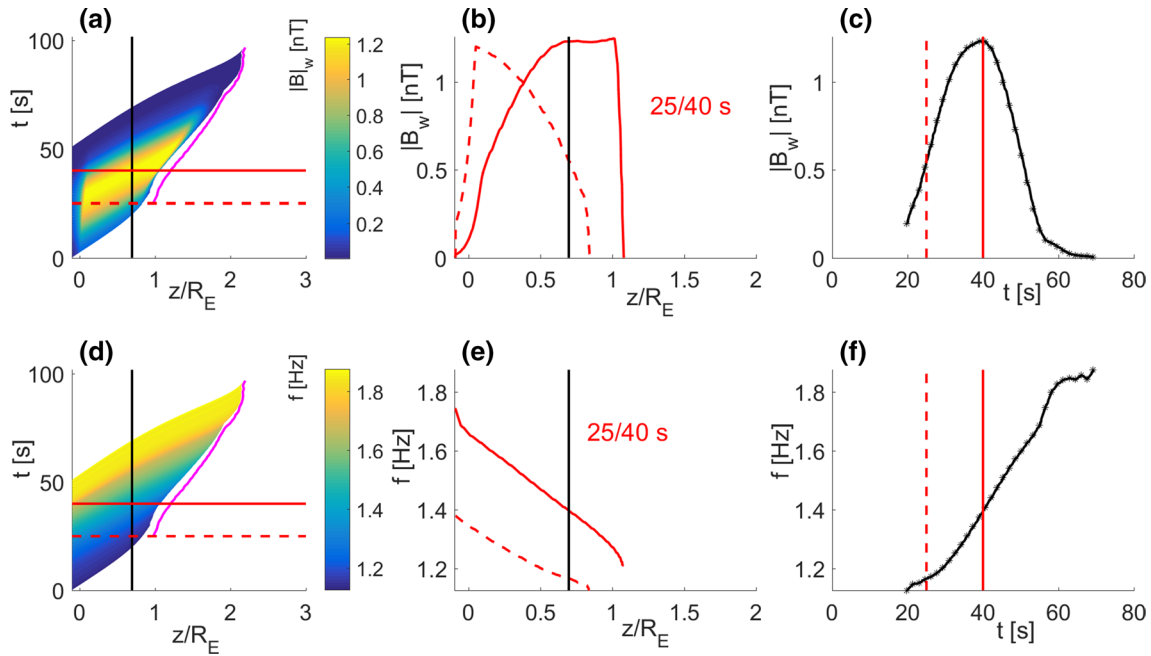 (a)
t [s]
100
50
0
0
1
2
3
z/R_E
|B|_w [nT]
1.2
1
0.8
0.6
0.4
0.2
(b)
|B_w| [nT]
1
0.5
0
0
0.5
1
1.5
2
z/R_E
25/40 s
(c)
|B_w| [nT]
1
0.5
0
0
20
40
60
80
t [s]
(d)
t [s]
100
50
0
0
1
2
3
z/R_E
f [Hz]
1.8
1.6
1.4
1.2
(e)
f [Hz]
1.8
1.6
1.4
1.2
0
0.5
1
1.5
2
z/R_E
25/40 s
(f)
f [Hz]
1.8
1.6
1.4
1.2
0
20
40
60
80
t [s]